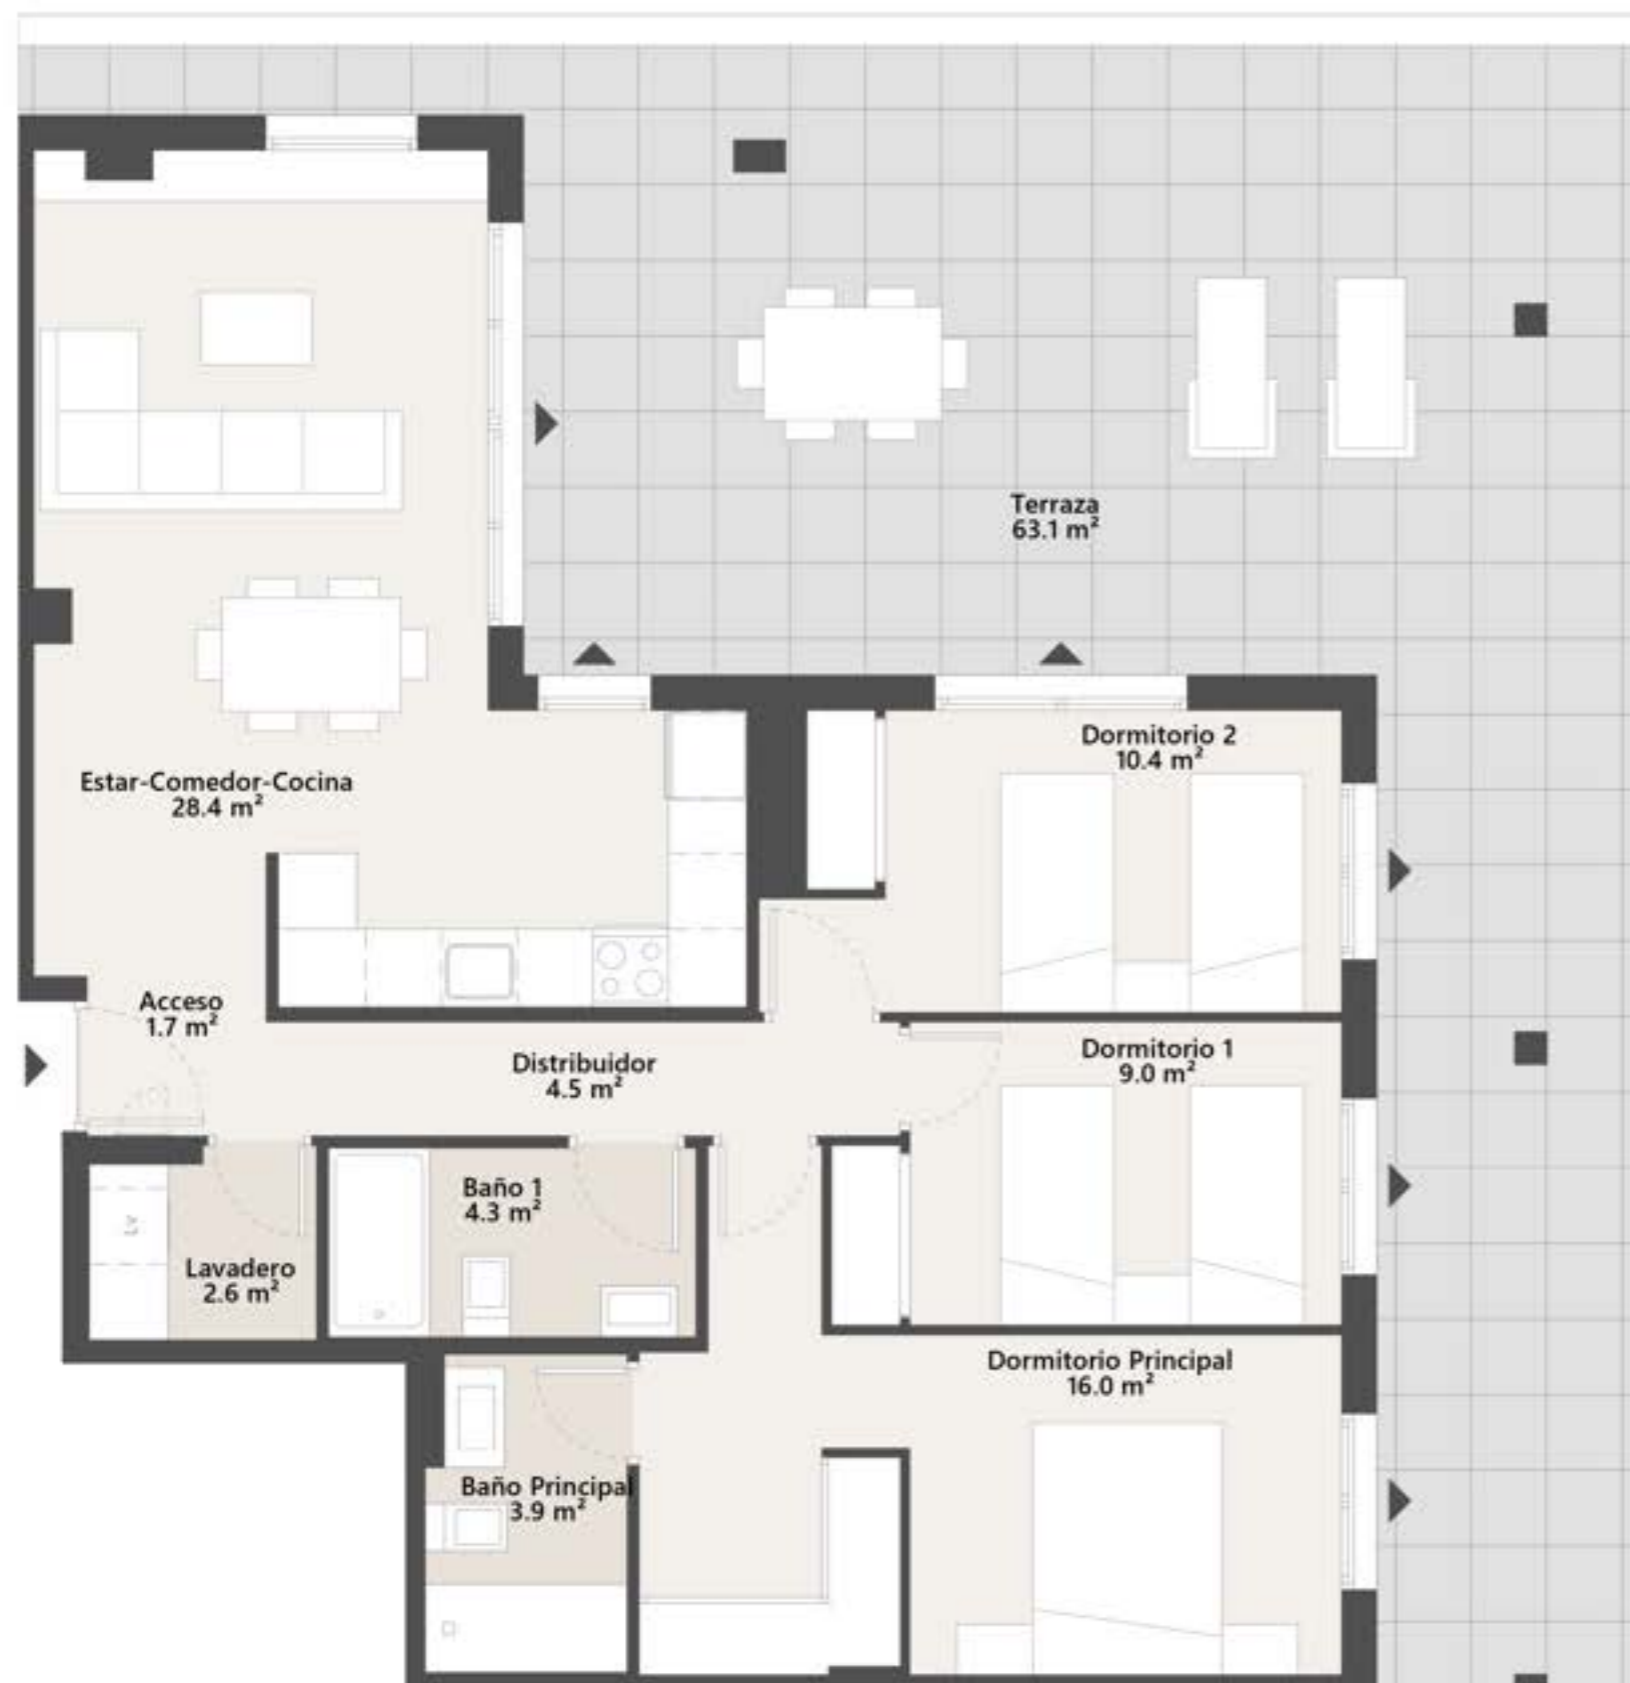 Terraza
63.1 m²
Dormitorio 2
10.4 m²
Estar-Comedor-Cocina
28.4 m²
Acceso
1.7 m²
Distribuidor
4.5 m²
Dormitorio 1
9.0 m²
Baño 1
4.3 m²
Lv
Lavadero
2.6 m²
Dormitorio Principal
16.0 m²
Baño Principal
3.9 m²